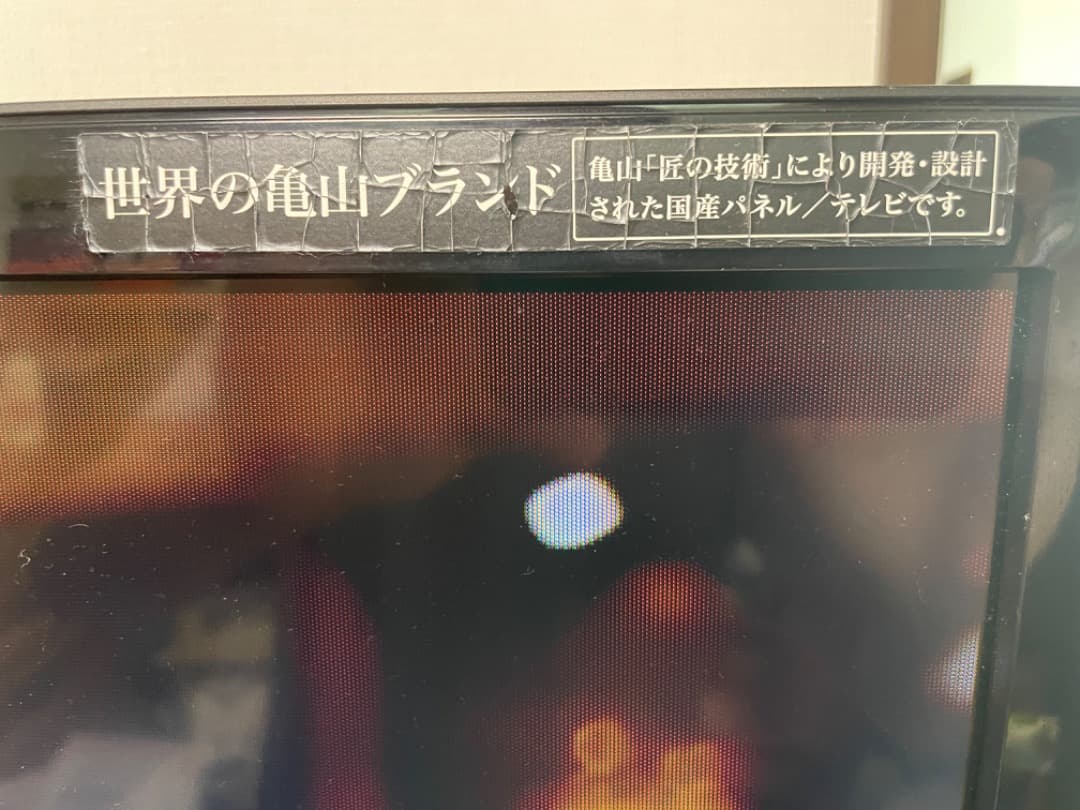 世界の亀山ブランド
亀山｢匠の技術｣により開発・設計
された国産パネル／テレビです。